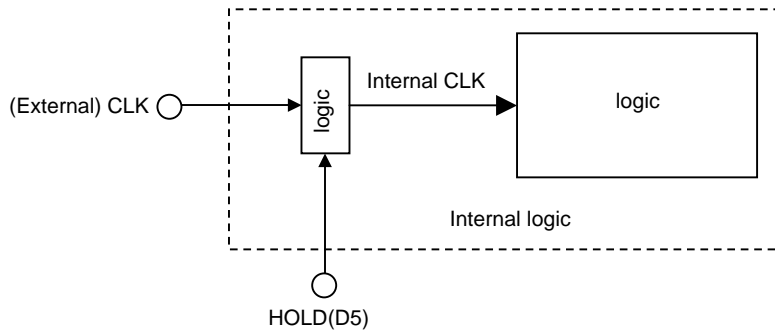 Internal CLK
(External) CLK
logic
logic
Internal logic
HOLD(D5)